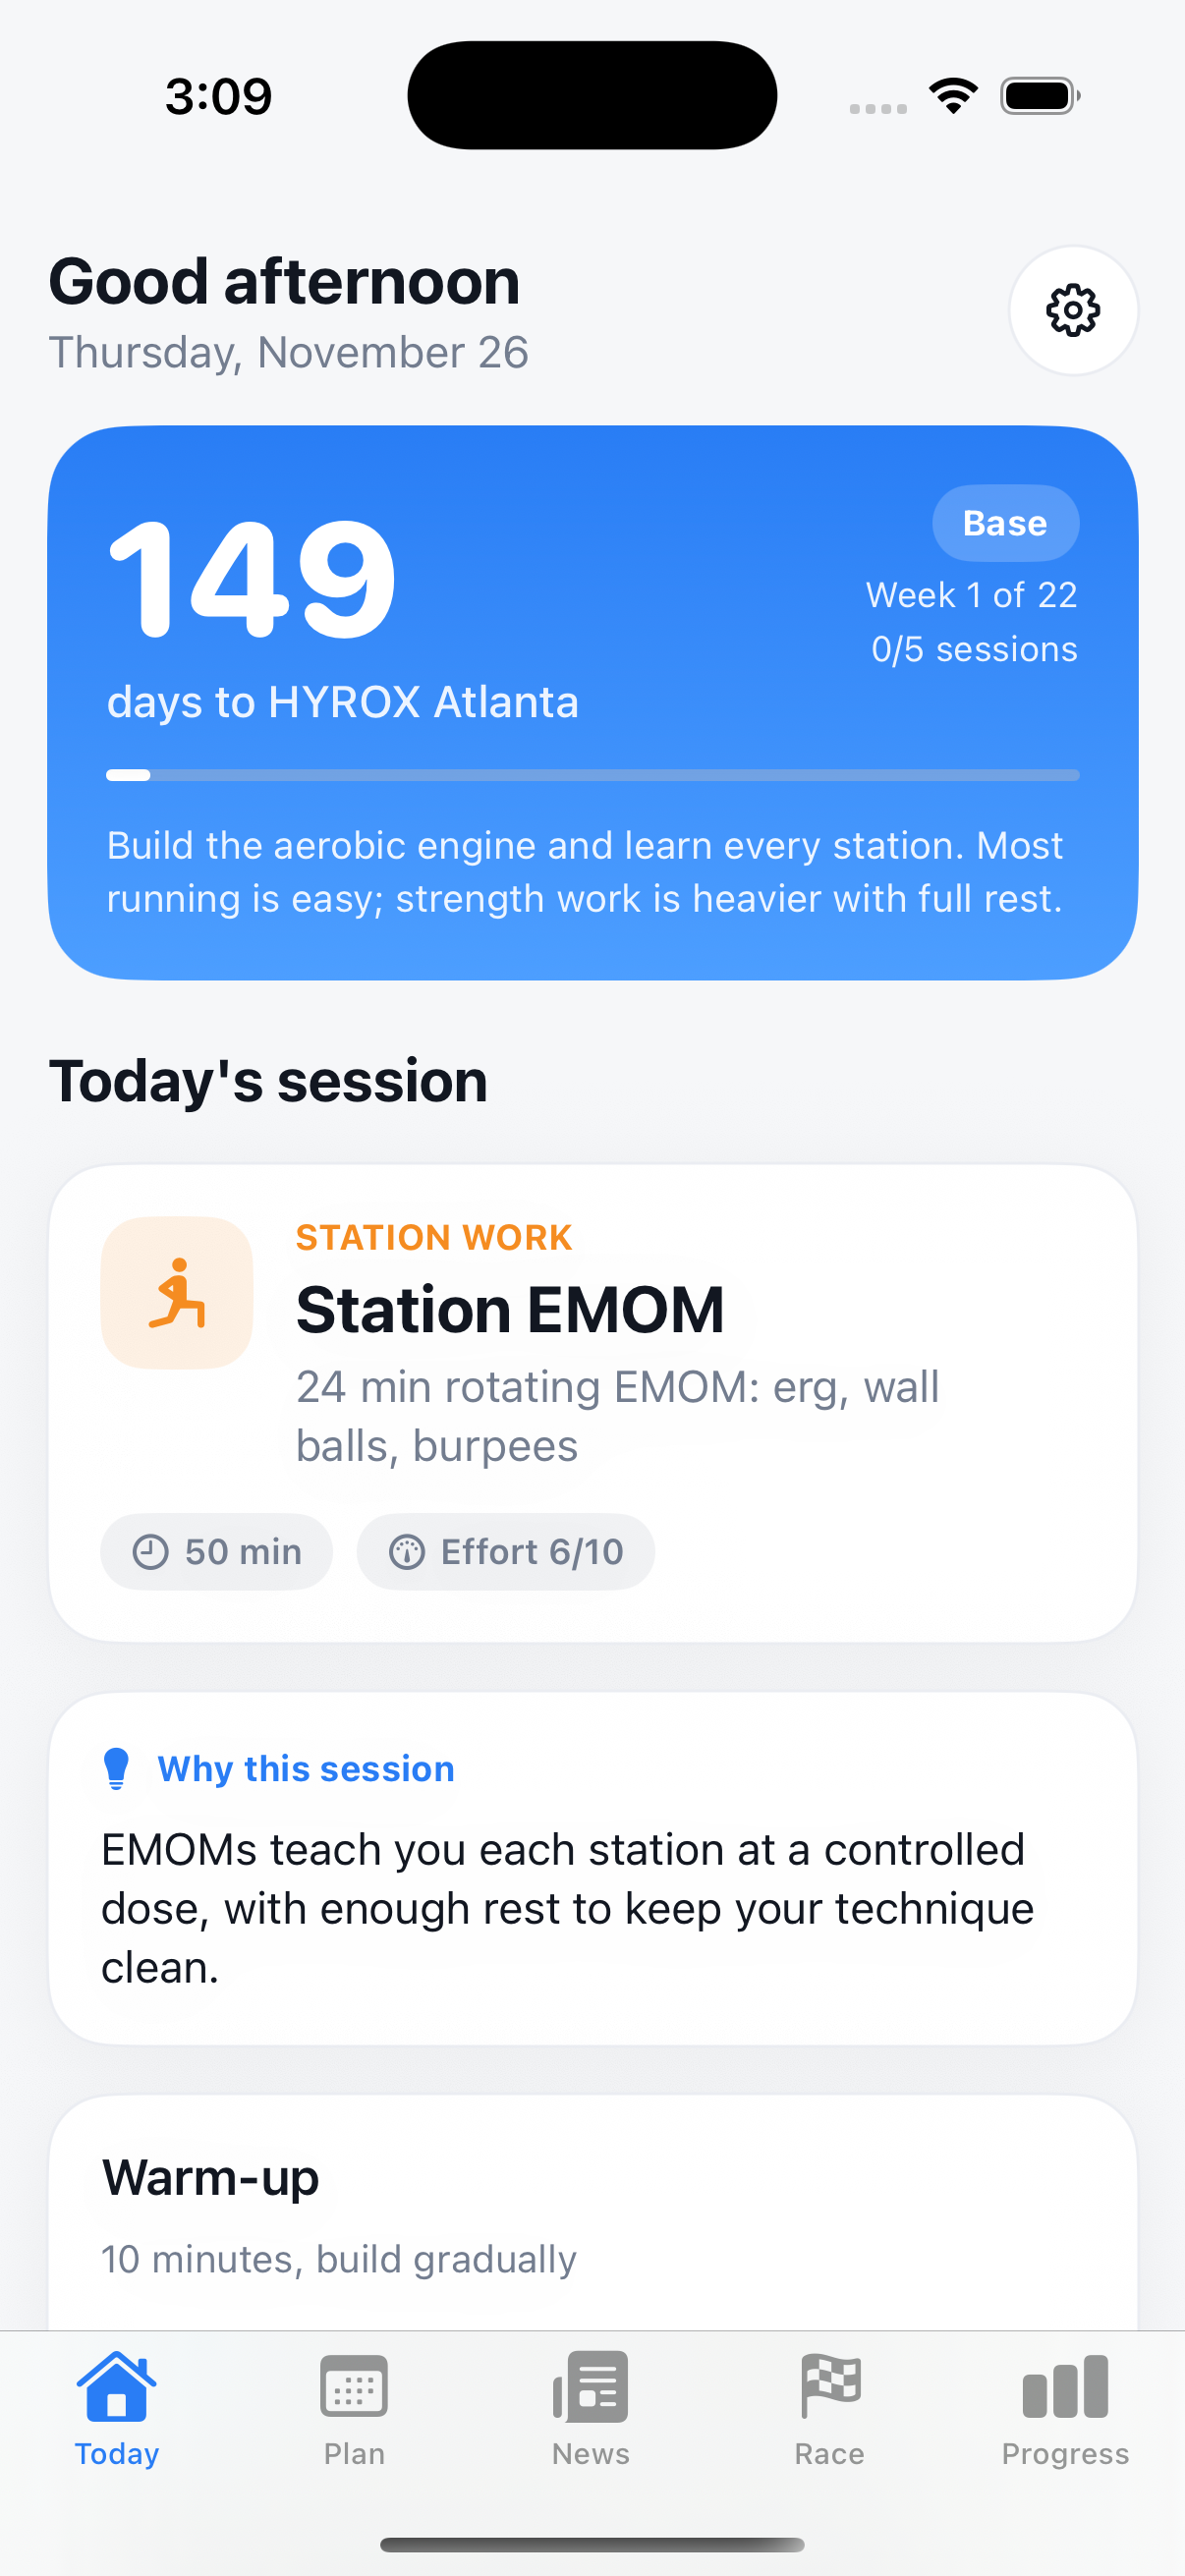 3:09
Good afternoon
Thursday, November 26
149
days to HYROX Atlanta
Base
Week 1 of 22
0/5 sessions
Build the aerobic engine and learn every station. Most
running is easy; strength work is heavier with full rest.
Today's session
STATION WORK
Station EMOM
24 min rotating EMOM: erg, wall
balls, burpees
50 min
Effort 6/10
Why this session
EMOMs teach you each station at a controlled
dose, with enough rest to keep your technique
clean.
Warm-up
10 minutes, build gradually
Today
Plan
News
Race
Progress